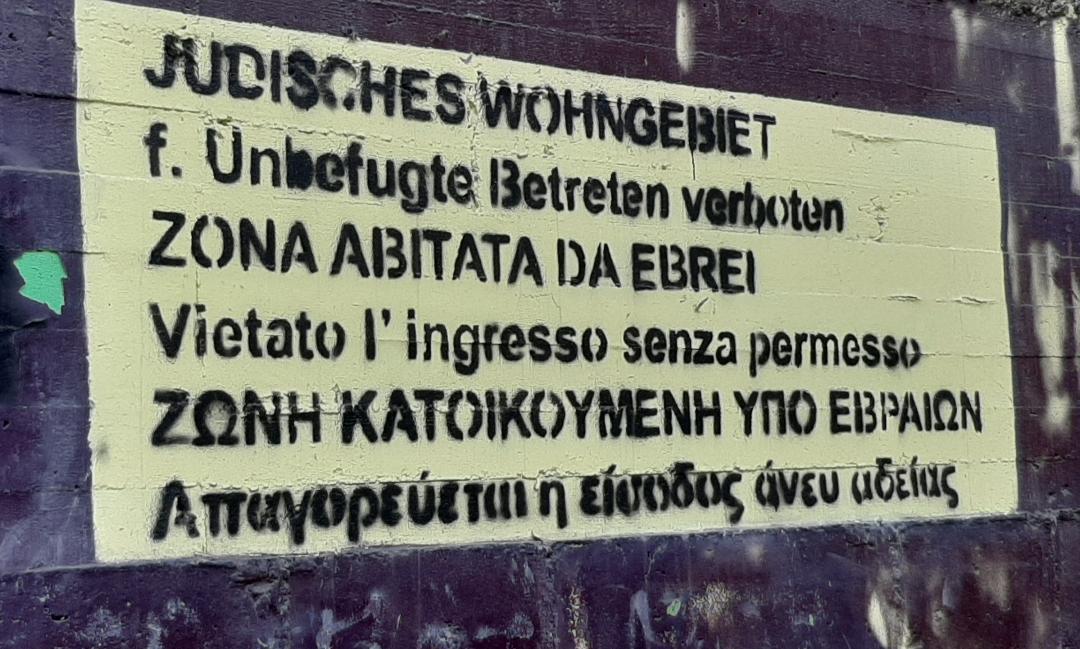 JUDISCHES WOHNGEBIET
f. Unbefugte Betreten verboten
ZONA ABITATA DA EBREI
Vietato l' ingresso senza permesso
ΖΩΝΗ ΚΑΤΟΙΚΟΥΜΕΝΗ ΥΠΟ ΕΒΡΑΙΩΝ
Απαγορεύεται η είσοδος άνευ αδείας